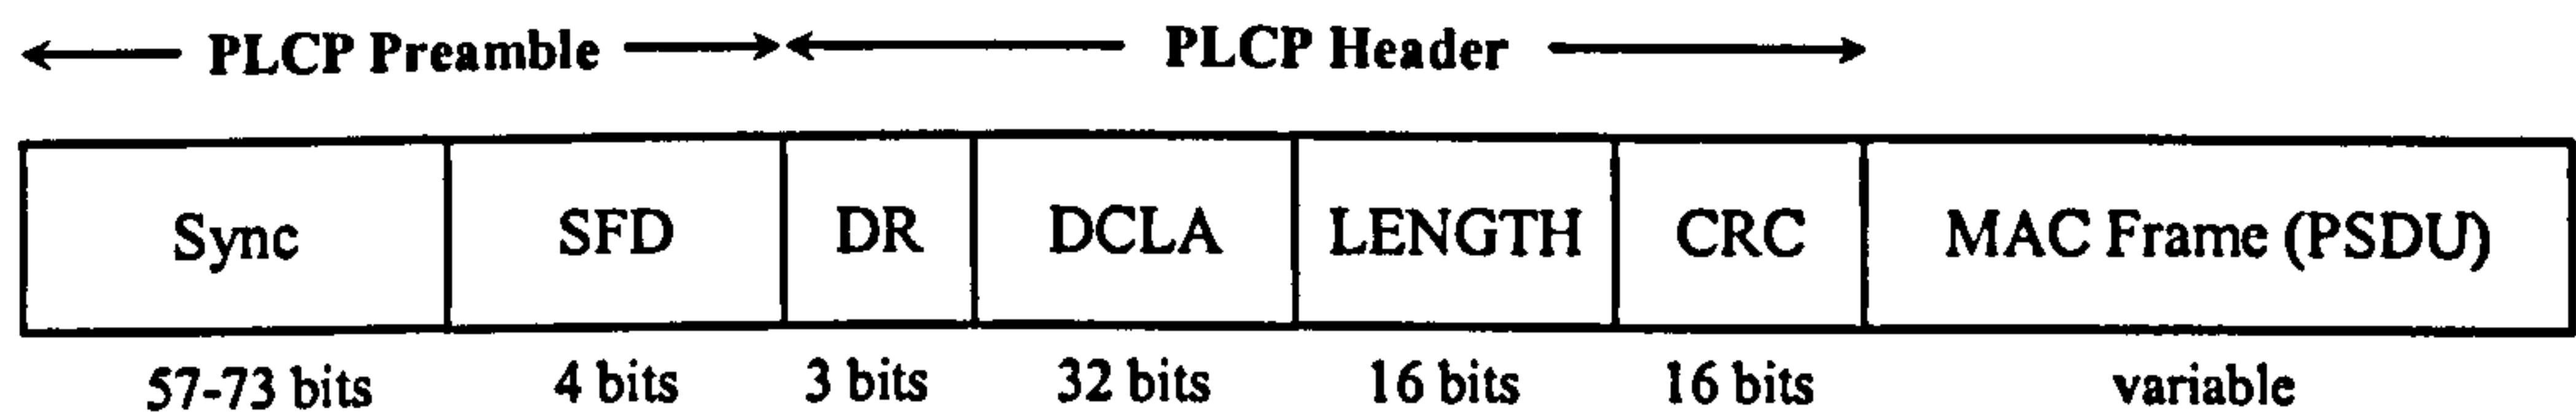 PLCP Preamble PLCP Header
Sync SFD DR DCLA LENGTH CRC MAC Frame (PSDU)
57-73 bits 4 bits 3 bits 32 bits 16 bits 16 bits variable